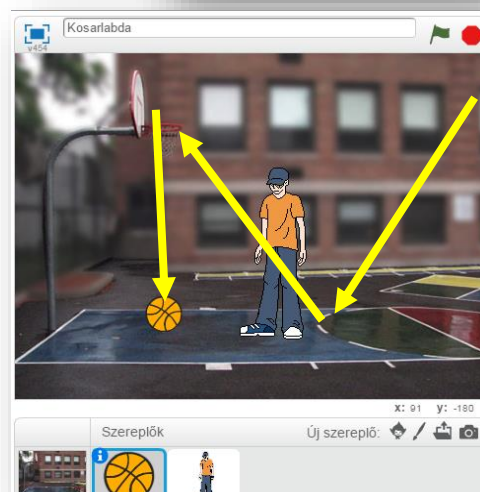 Kosarlabda
v454
x: 91 y: -180
Szereplők
Új szereplő:
i